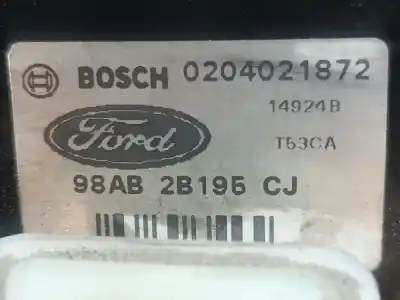 BOSCH 0204021872
14924B
Ford
T53CA
98AB 2B195 CJ